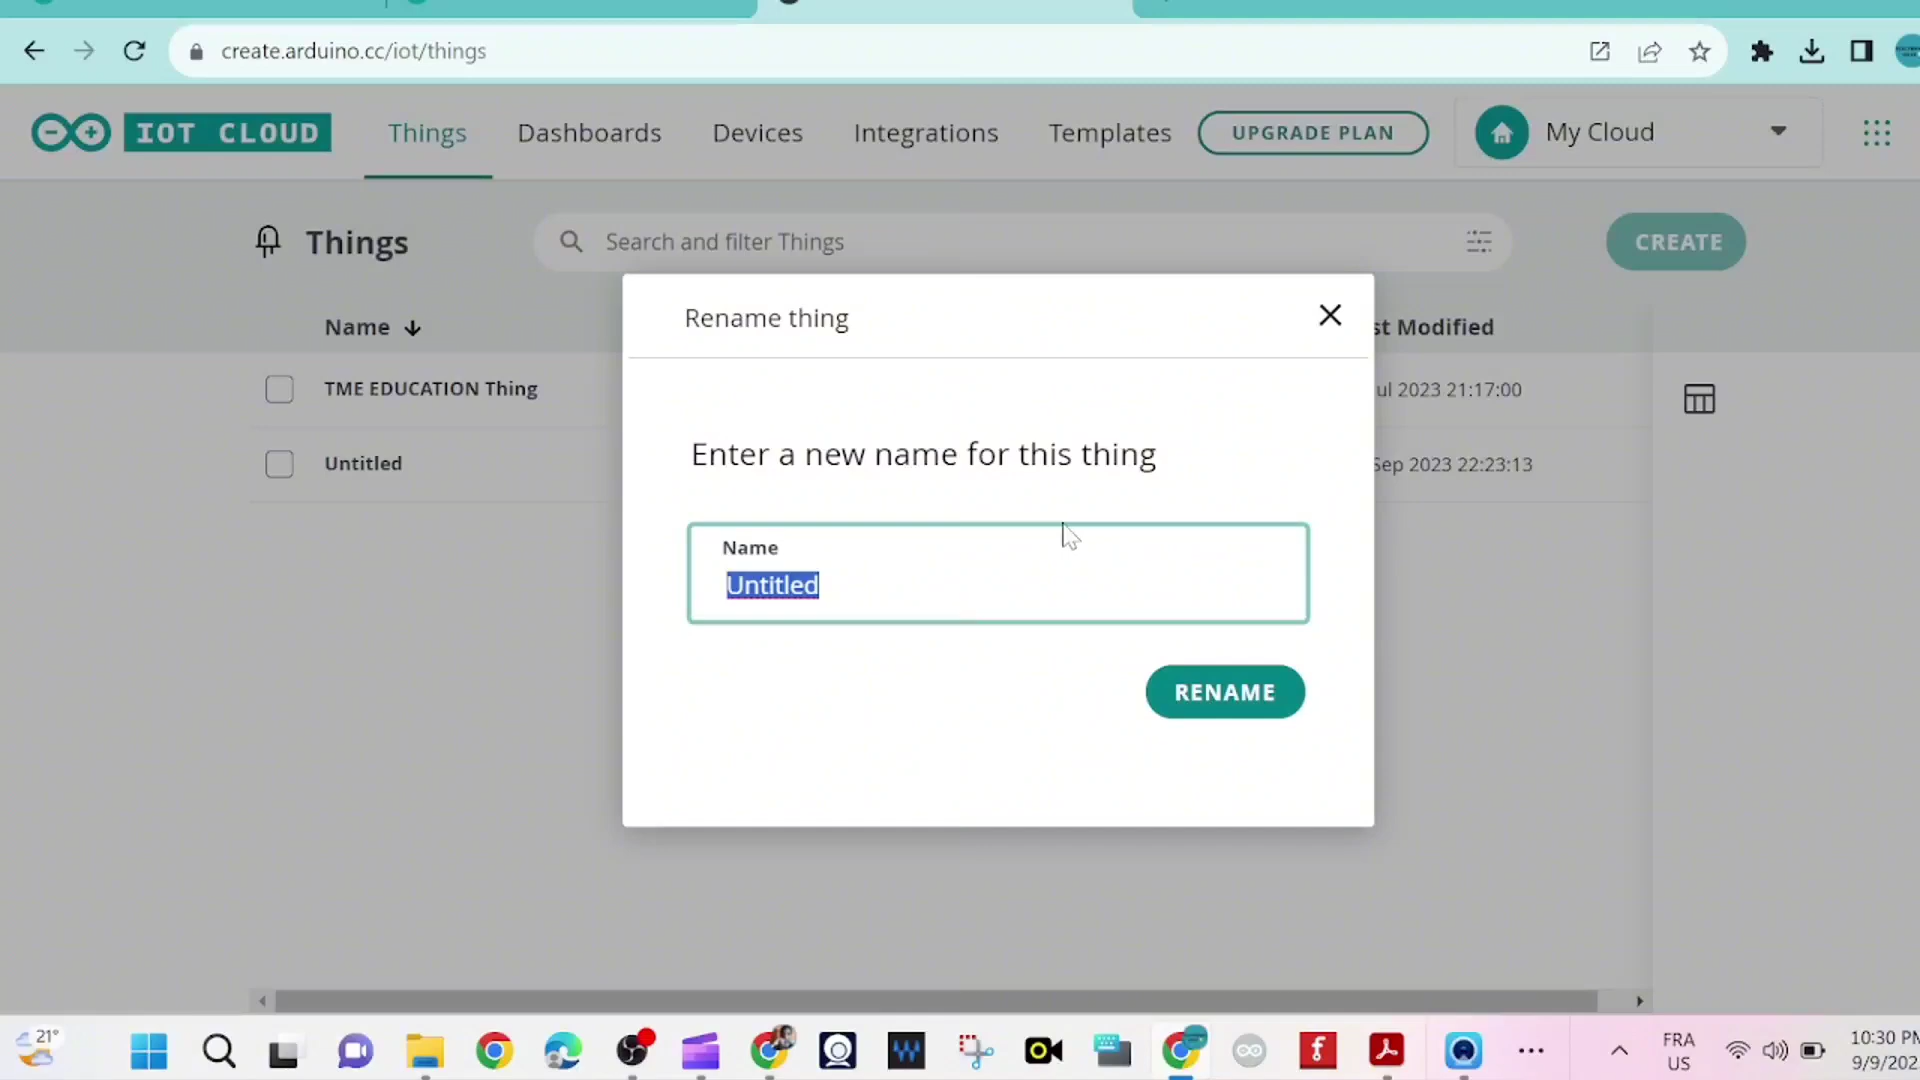 create.arduino.cc/iot/things
IOT CLOUD
Things
Dashboards
Devices
Integrations
Templates
UPGRADE PLAN
My Cloud
Things
Search and filter Things
CREATE
Name
st Modified
TME EDUCATION Thing
ul 2023 21:17:00
Untitled
Sep 2023 22:23:13
Rename thing
Enter a new name for this thing
Name
Untitled
RENAME
21°
FRA
US
10:30 PM
9/9/202